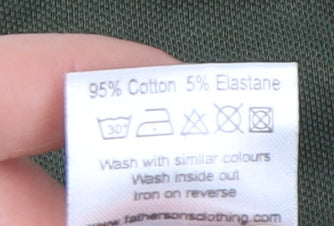 95% Cotton 5% Elastane
30°
Wash with similar colours
Wash inside out
Iron on reverse
www.fathersonsclothing.com